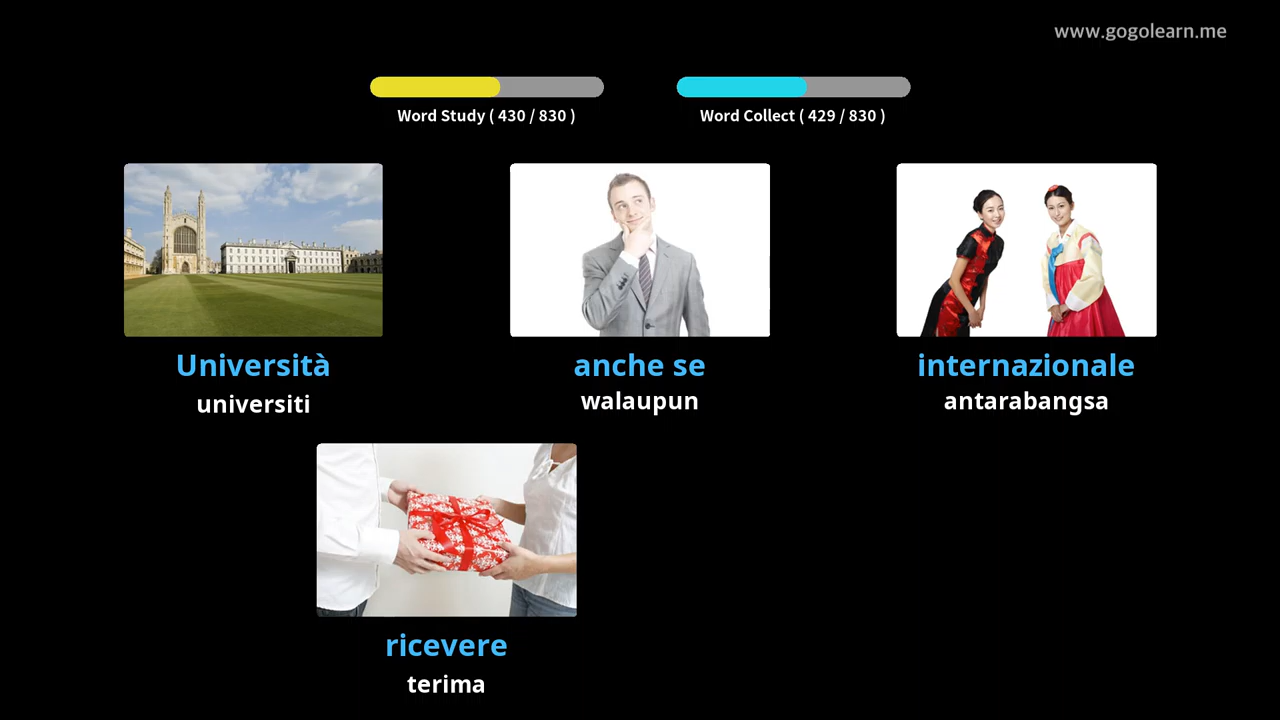 www.gogolearn.me
Word Study ( 430 / 830 )
Word Collect ( 429 / 830 )
Università
universiti
anche se
walaupun
internazionale
antarabangsa
ricevere
terima